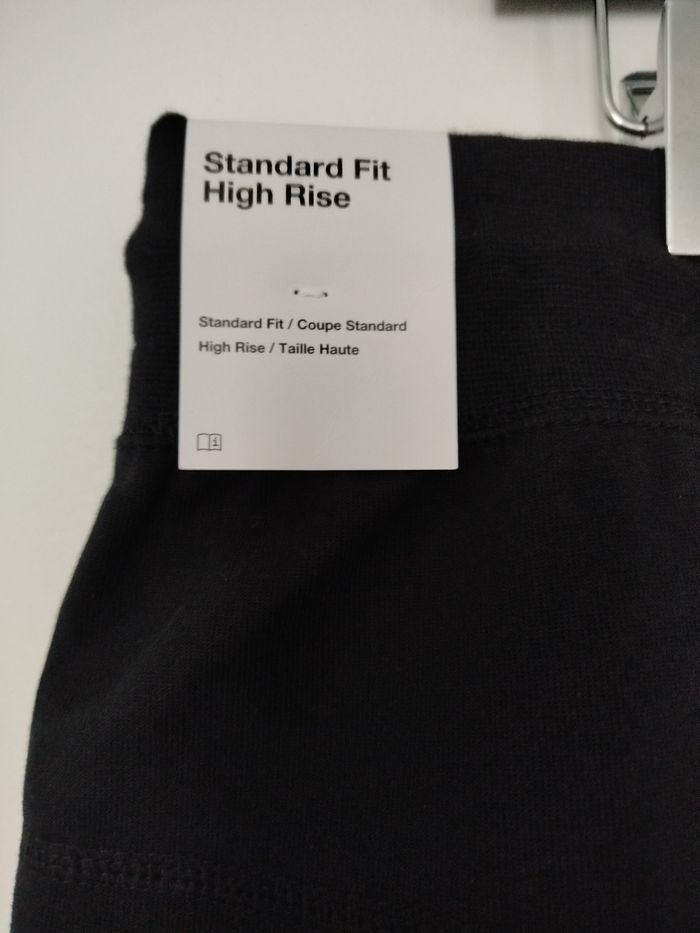 Standard Fit
High Rise
Standard Fit / Coupe Standard
High Rise / Taille Haute
i